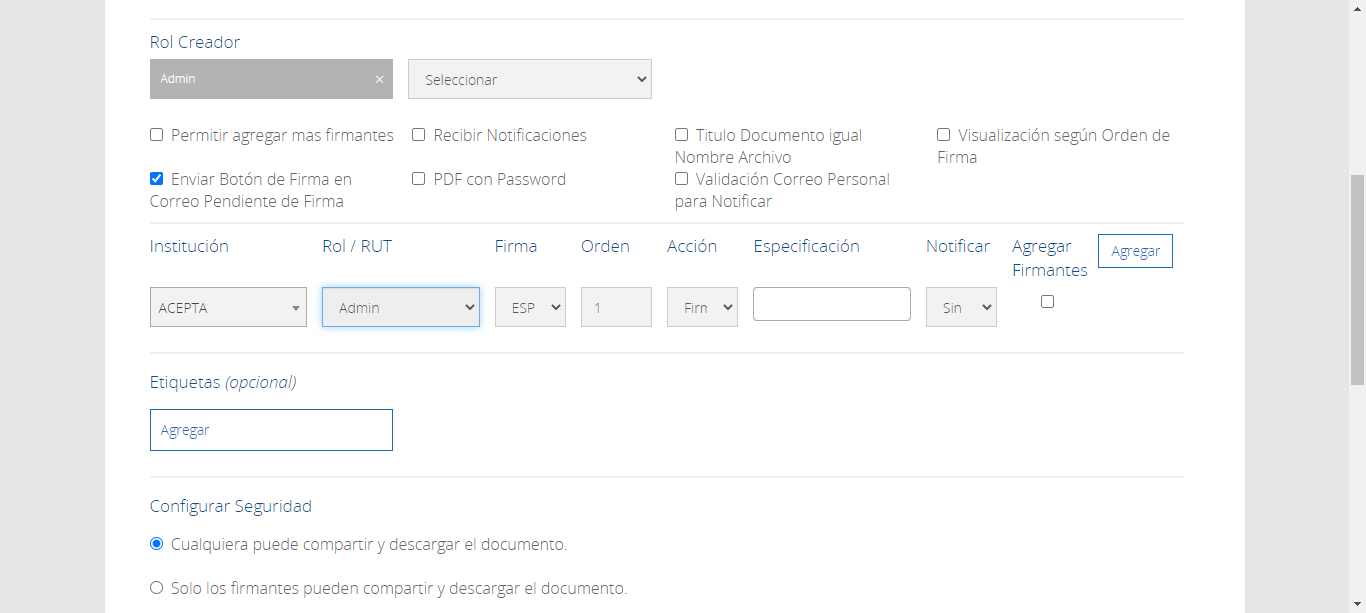 Rol Creador
Admin ×
Seleccionar
Permitir agregar mas firmantes
Recibir Notificaciones
Titulo Documento igual
Nombre Archivo
Visualización según Orden de
Firma
Enviar Botón de Firma en
Correo Pendiente de Firma
PDF con Password
Validación Correo Personal
para Notificar
Institución
Rol / RUT
Firma
Orden
Acción
Especificación
Notificar
Agregar
Firmantes
Agregar
ACEPTA
Admin
ESP
1
Firn
Sin
Etiquetas (opcional)
Agregar
Configurar Seguridad
Cualquiera puede compartir y descargar el documento.
Solo los firmantes pueden compartir y descargar el documento.